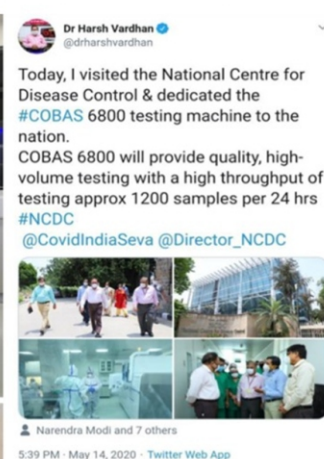 Dr Harsh Vardhan
@drharshvardhan
Today, I visited the National Centre for
Disease Control & dedicated the
#COBAS 6800 testing machine to the
nation.
COBAS 6800 will provide quality, high-
volume testing with a high throughput of
testing approx 1200 samples per 24 hrs
#NCDC
@CovidIndiaSeva @Director_NCDC
Narendra Modi and 7 others
5:39 PM · May 14, 2020 · Twitter Web App